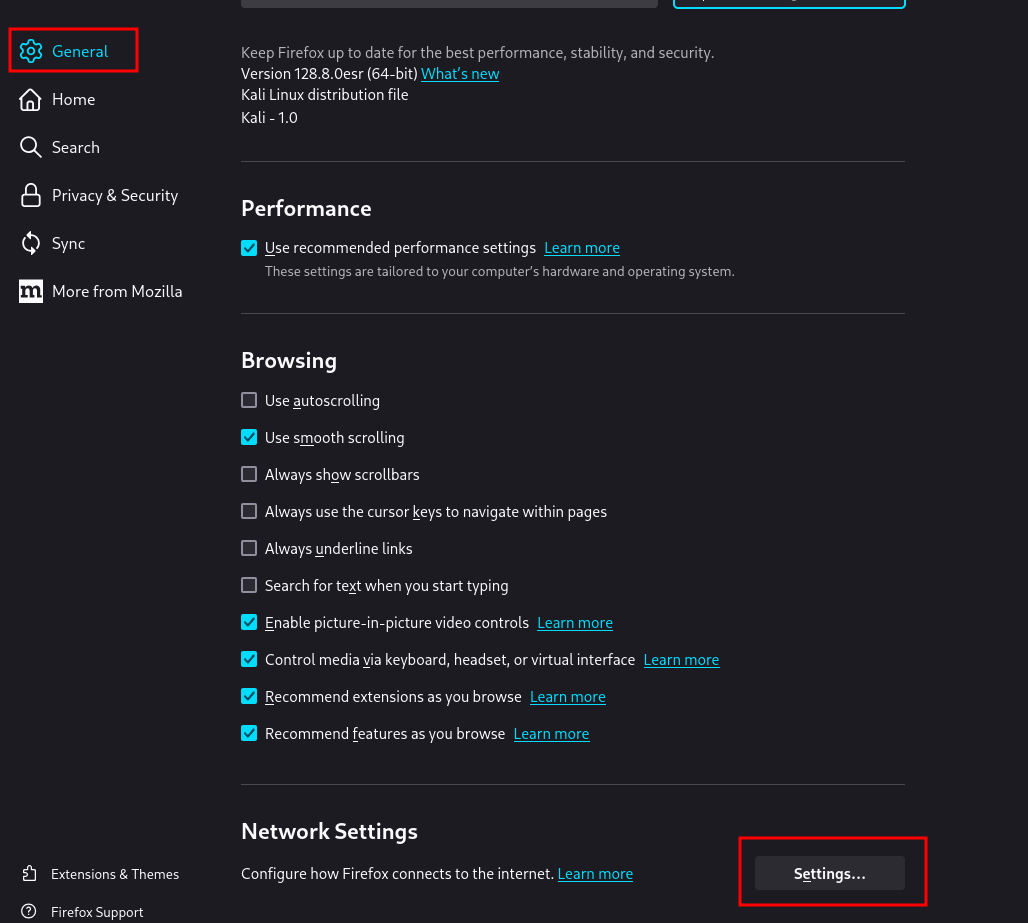 General
Home
Search
Privacy & Security
Sync
m More from Mozilla
Extensions & Themes
Firefox Support
Keep Firefox up to date for the best performance, stability, and security.
Version 128.8.0esr (64-bit) What's new
Kali Linux distribution file
Kali - 1.0
Performance
Use recommended performance settings Learn more
These settings are tailored to your computer's hardware and operating system.
Browsing
Use autoscrolling
Use smooth scrolling
Always show scrollbars
Always use the cursor keys to navigate within pages
Always underline links
Search for text when you start typing
Enable picture-in-picture video controls Learn more
Control media via keyboard, headset, or virtual interface Learn more
Recommend extensions as you browse Learn more
Recommend features as you browse Learn more
Network Settings
Configure how Firefox connects to the internet. Learn more
Settings...